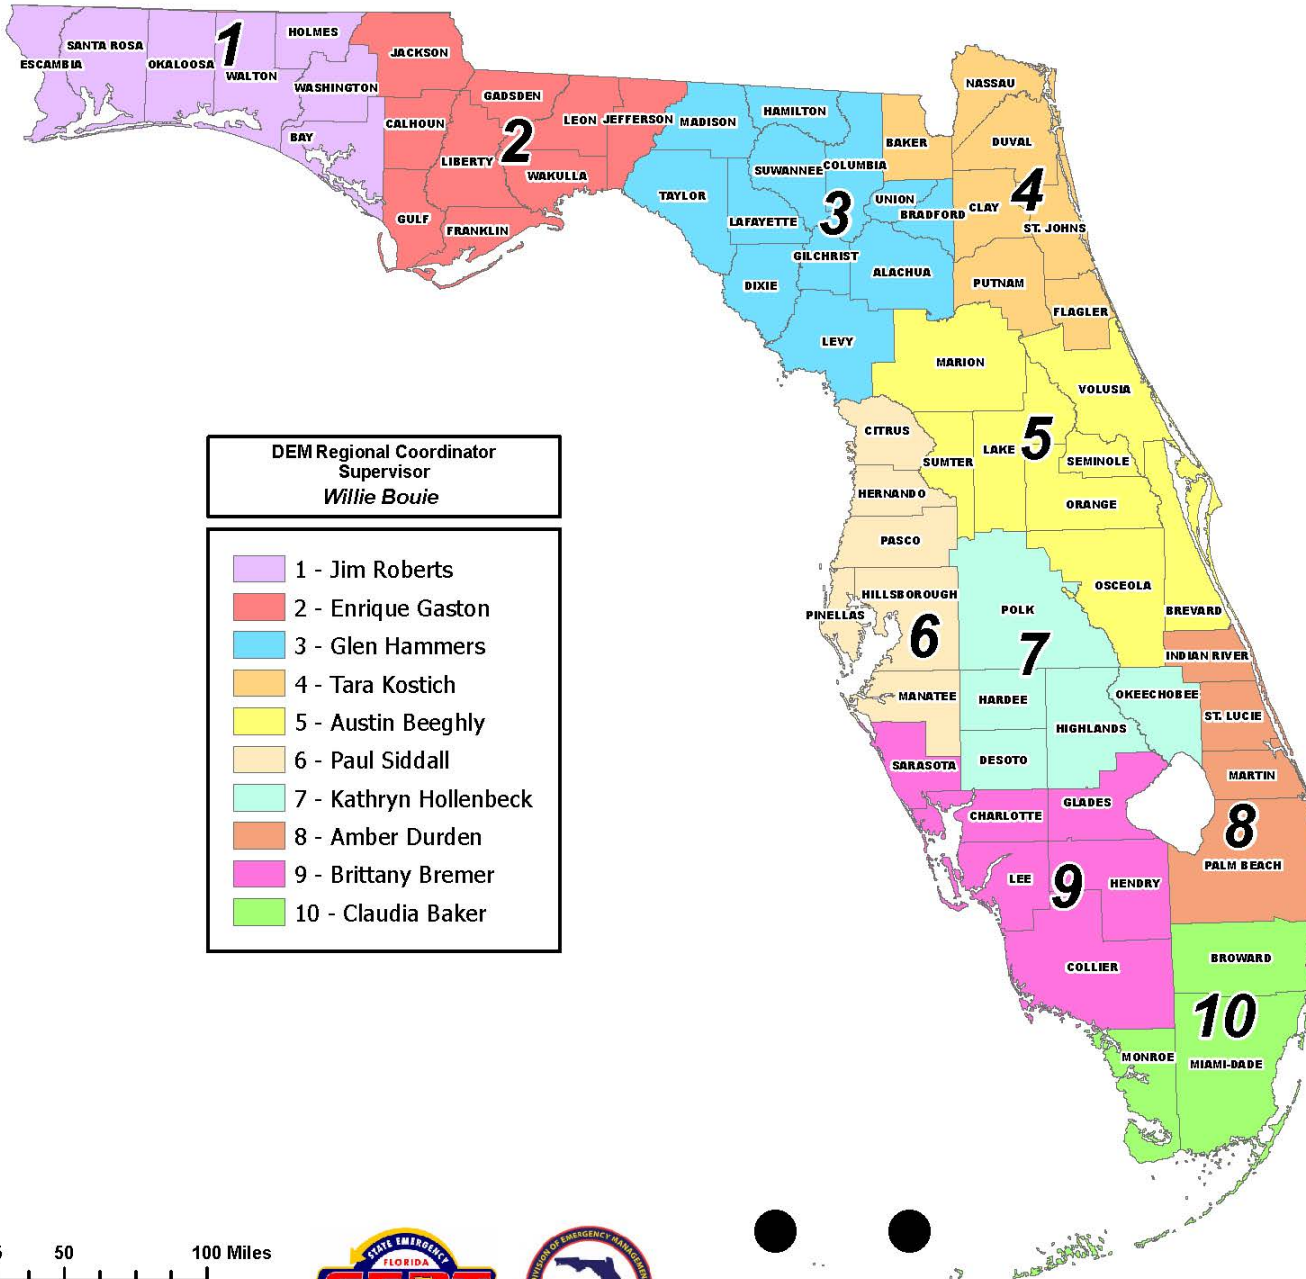 HOLMES
1
SANTA ROSA
JACKSON
ESCAMBIA
OKALOOSA
WALTON
WASHINGTON
NASSAU
GADSDEN
HAMILTON
LEON
JEFFERSON
MADISON
CALHOUN
BAY
2
BAKER
DUVAL
LIBERTY
SUWANNEE
COLUMBIA
WAKULLA
4
TAYLOR
UNION
CLAY
3
BRADFORD
GULF
LAFAYETTE
ST. JOHNS
FRANKLIN
GILCHRIST
ALACHUA
DIXIE
PUTNAM
FLAGLER
LEVY
MARION
VOLUSIA
CITRUS
5
LAKE
SUMTER
SEMINOLE
HERNANDO
ORANGE
PASCO
OSCEOLA
HILLSBOROUGH
PINELLAS
POLK
BREVARD
6
7
INDIAN RIVER
MANATEE
HARDEE
OKEECHOBEE
ST. LUCIE
HIGHLANDS
SARASOTA
DESOTO
MARTIN
GLADES
CHARLOTTE
8
PALM BEACH
LEE
9
HENDRY
BROWARD
COLLIER
10
MONROE
MIAMI-DADE
DEM Regional Coordinator
Supervisor
Willie Bouie
1 - Jim Roberts
2 - Enrique Gaston
3 - Glen Hammers
4 - Tara Kostich
5 - Austin Beeghly
6 - Paul Siddall
7 - Kathryn Hollenbeck
8 - Amber Durden
9 - Brittany Bremer
10 - Claudia Baker
50
100 Miles
STATE EMERGENCY
FLORIDA
DIVISION OF EMERGENCY MANAGEMENT